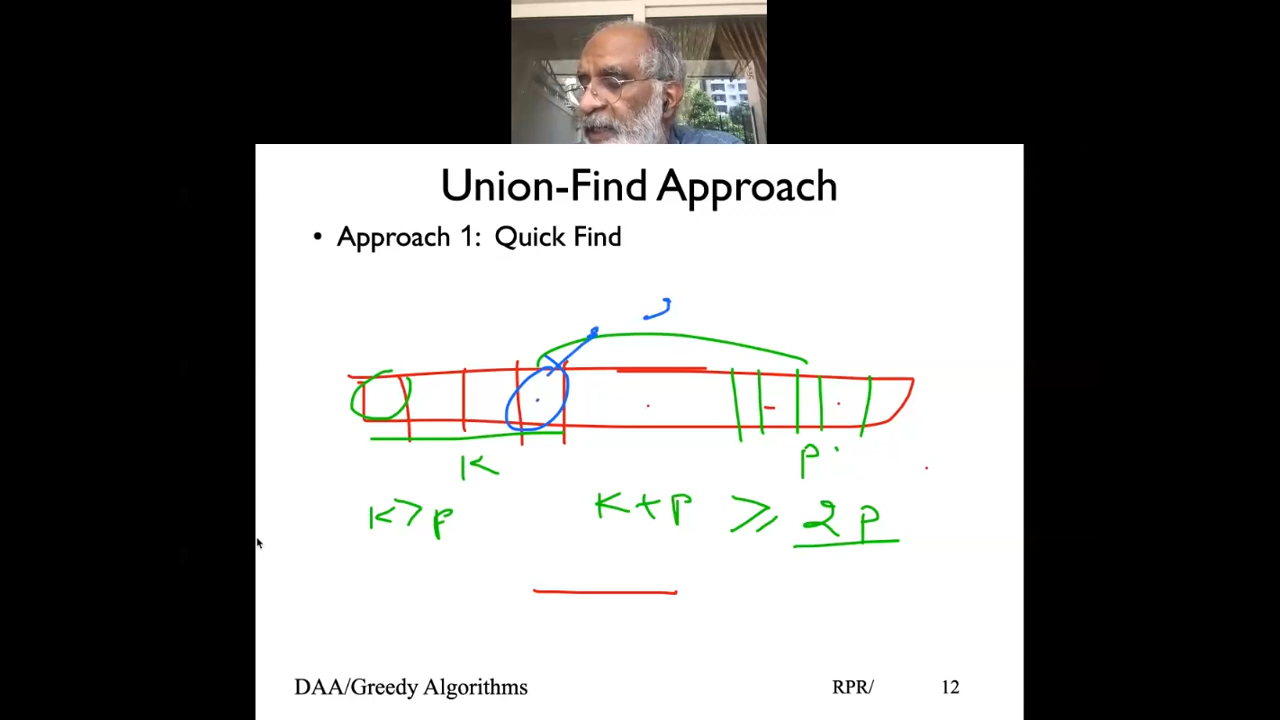 Union-Find Approach
• Approach 1: Quick Find
K
P
K > P
K + P ≥ 2P
DAA/Greedy Algorithms
RPR/
12